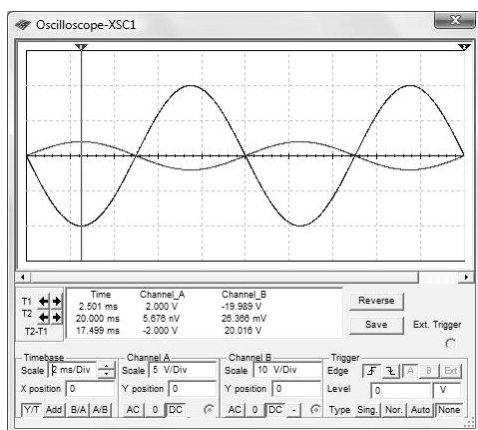 Oscilloscope-XSC1
X
1
T1
T2
T2-T1
Time Channel_A Channel_B
2.501 ms 2.000 V -19.989 V
20.000 ms 5.676 nV 26.366 mV
17.499 ms -2.000 V 20.016 V
Reverse
Save
Ext. Trigger
Timebase
Scale 2 ms/Div
X position 0
Y/T Add B/A A/B
Channel A
Scale 5 V/Div
Y position 0
AC 0 DC
Channel B
Scale 10 V/Div
Y position 0
AC 0 DC -
Trigger
Edge A B Ext
Level 0 V
Type Sing. Nor. Auto None